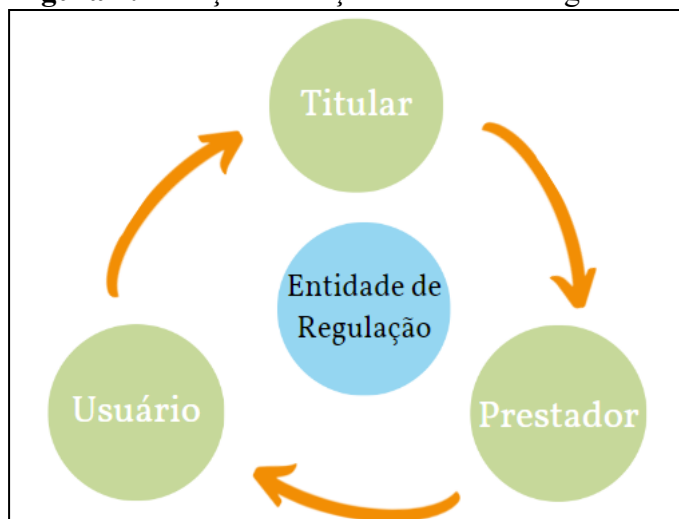 Titular
Entidade de
Regulação
Usuário
Prestador